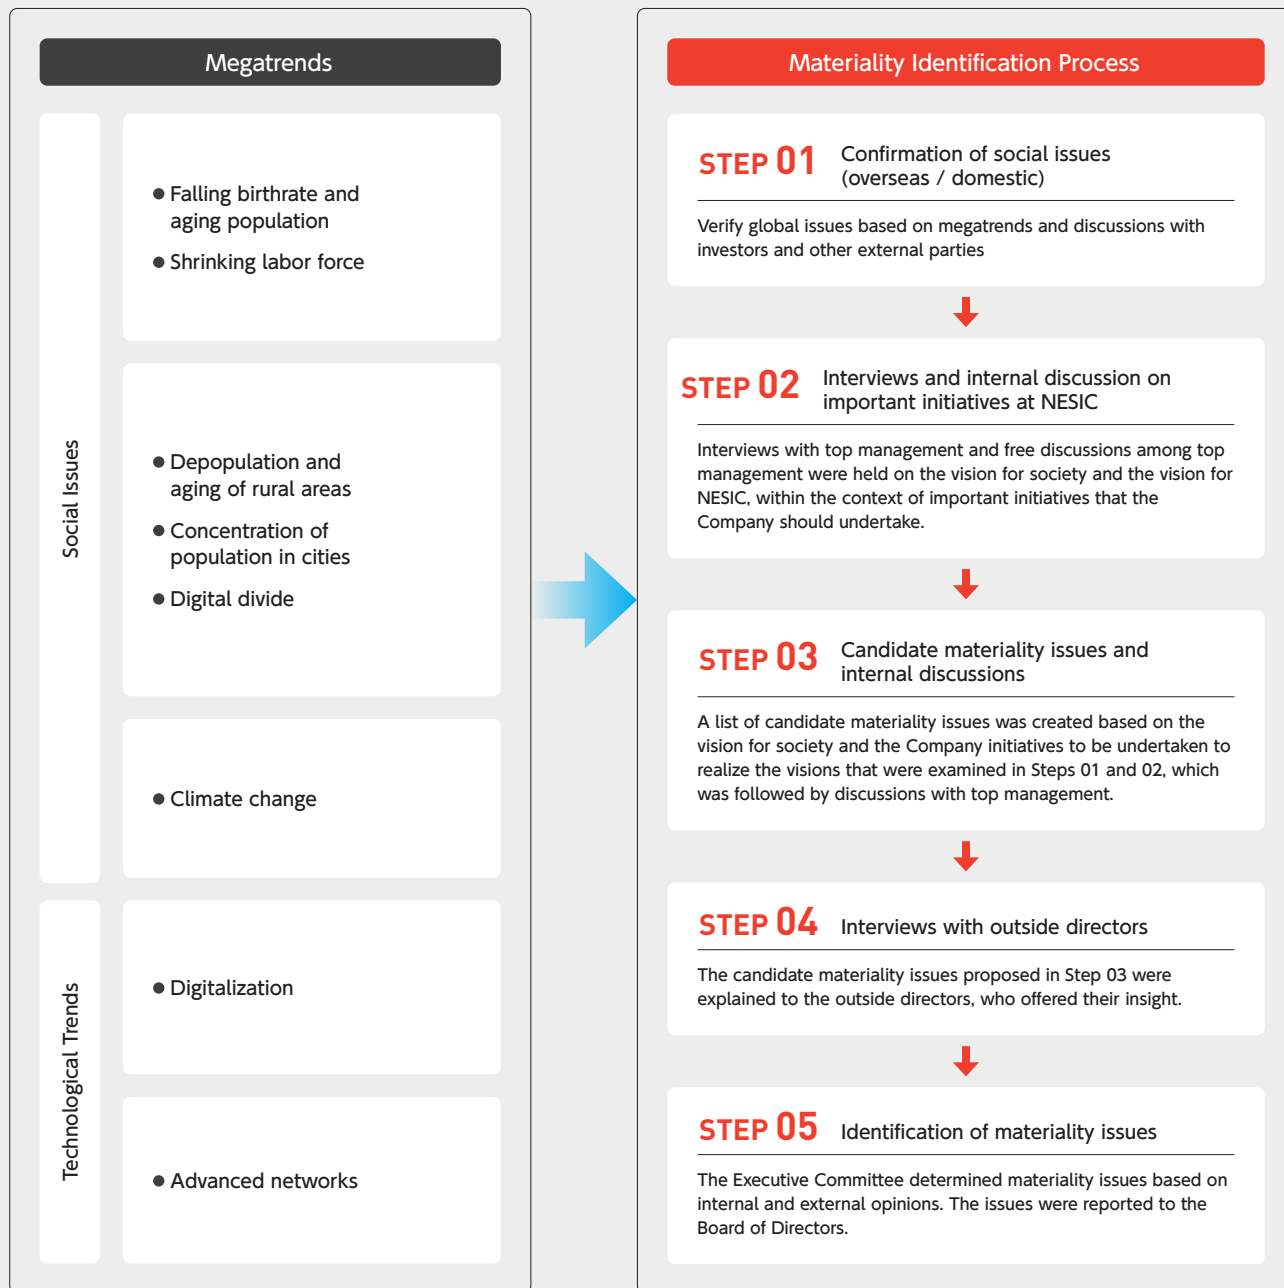 Megatrends
Social Issues
● Falling birthrate and
aging population
● Shrinking labor force
● Depopulation and
aging of rural areas
● Concentration of
population in cities
● Digital divide
● Climate change
Technological Trends
● Digitalization
● Advanced networks
Materiality Identification Process
STEP 01 Confirmation of social issues
(overseas / domestic)
Verify global issues based on megatrends and discussions with
investors and other external parties
STEP 02 Interviews and internal discussion on
important initiatives at NESIC
Interviews with top management and free discussions among top
management were held on the vision for society and the vision for
NESIC, within the context of important initiatives that the
Company should undertake.
STEP 03 Candidate materiality issues and
internal discussions
A list of candidate materiality issues was created based on the
vision for society and the Company initiatives to be undertaken to
realize the visions that were examined in Steps 01 and 02, which
was followed by discussions with top management.
STEP 04 Interviews with outside directors
The candidate materiality issues proposed in Step 03 were
explained to the outside directors, who offered their insight.
STEP 05 Identification of materiality issues
The Executive Committee determined materiality issues based on
internal and external opinions. The issues were reported to the
Board of Directors.